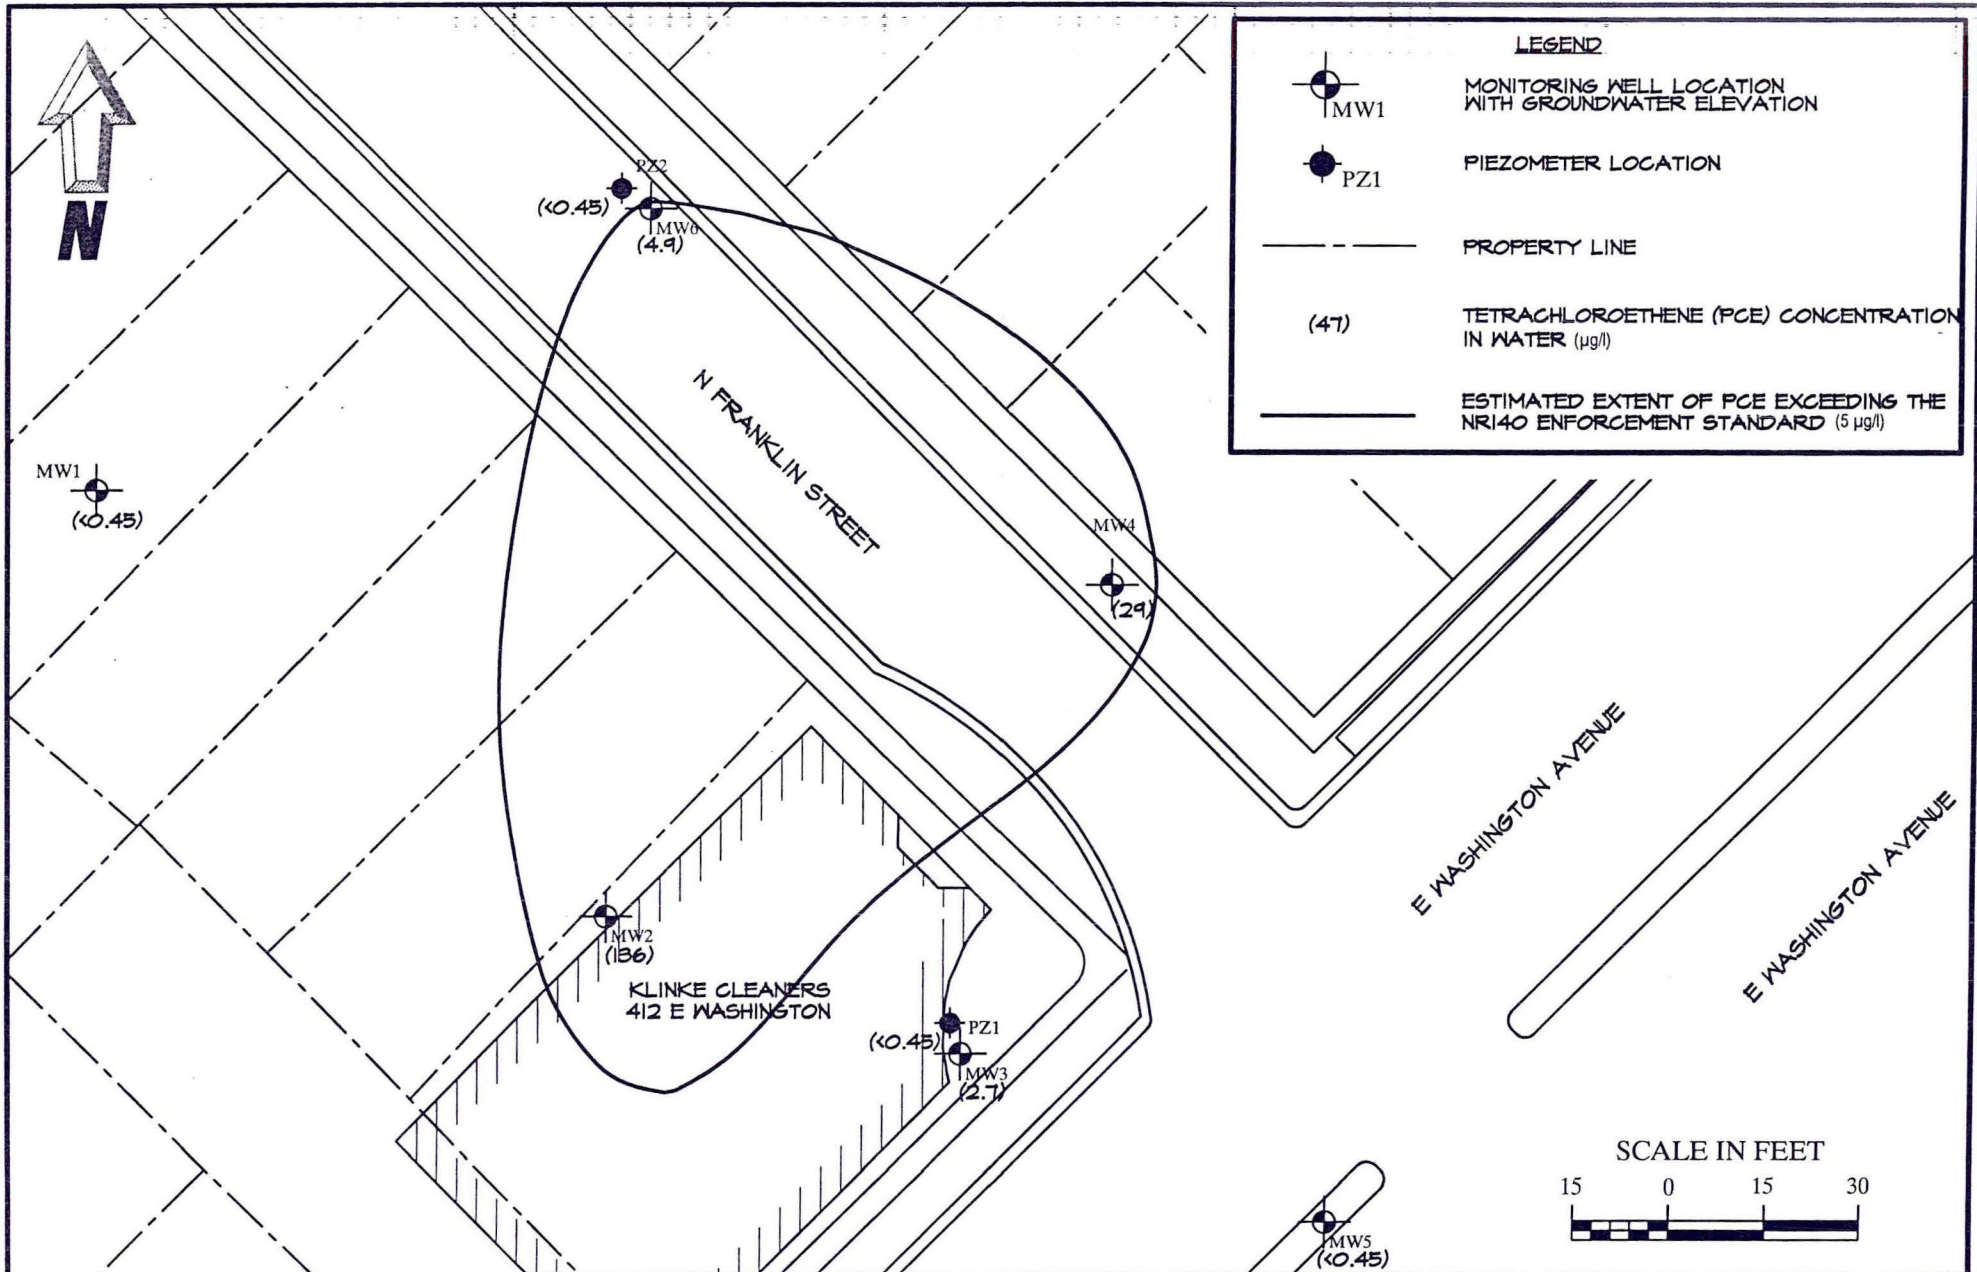 N
LEGEND
MW1
MONITORING WELL LOCATION
WITH GROUNDWATER ELEVATION
PZ1
PIEZOMETER LOCATION
PROPERTY LINE
(47)
TETRACHLOROETHENE (PCE) CONCENTRATION
IN WATER (µg/l)
ESTIMATED EXTENT OF PCE EXCEEDING THE
NR140 ENFORCEMENT STANDARD (5 µg/l)
PZ2
(<0.45)
MW6
(4.9)
N FRANKLIN STREET
MW1
(<0.45)
MW4
(29)
E WASHINGTON AVENUE
E WASHINGTON AVENUE
MW2
(136)
KLINKE CLEANERS
412 E WASHINGTON
PZ1
(<0.45)
MW3
(2.7)
MW5
(<0.45)
SCALE IN FEET
15 0 15 30